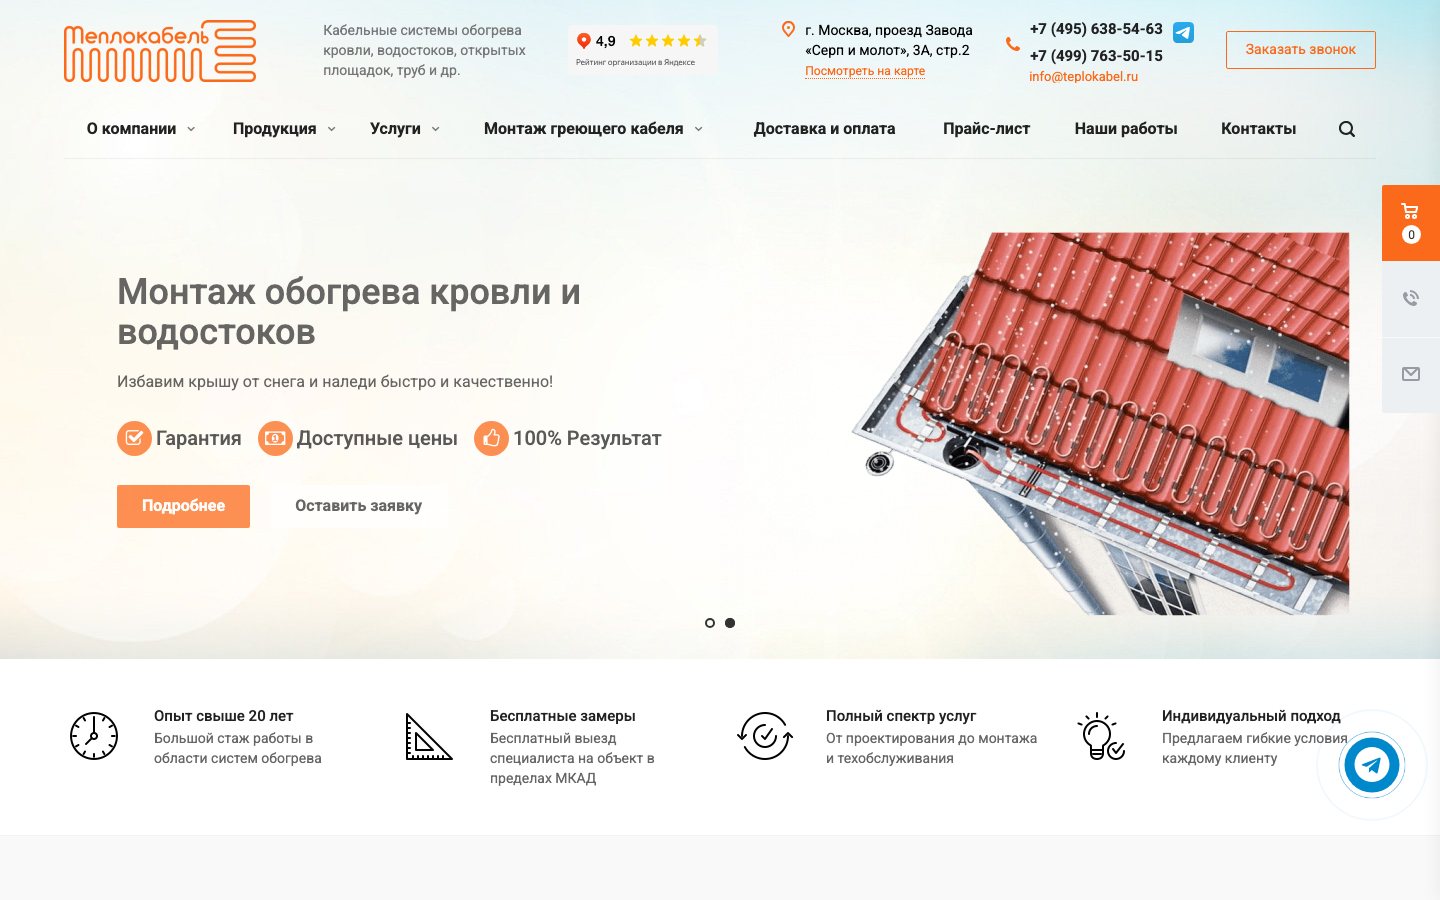 Теплокабель
Кабельные системы обогрева
кровли, водостоков, открытых
площадок, труб и др.
4,9
Рейтинг организации в Яндексе
г. Москва, проезд Завода
«Серп и молот», 3А, стр.2
Посмотреть на карте
+7 (495) 638-54-63
+7 (499) 763-50-15
info@teplokabel.ru
Заказать звонок
О компании
Продукция
Услуги
Монтаж греющего кабеля
Доставка и оплата
Прайс-лист
Наши работы
Контакты
0
Монтаж обогрева кровли и
водостоков
Избавим крышу от снега и наледи быстро и качественно!
Гарантия
Доступные цены
100% Результат
Подробнее
Оставить заявку
Опыт свыше 20 лет
Большой стаж работы в
области систем обогрева
Бесплатные замеры
Бесплатный выезд
специалиста на объект в
пределах МКАД
Полный спектр услуг
От проектирования до монтажа
и техобслуживания
Индивидуальный подход
Предлагаем гибкие условия
каждому клиенту